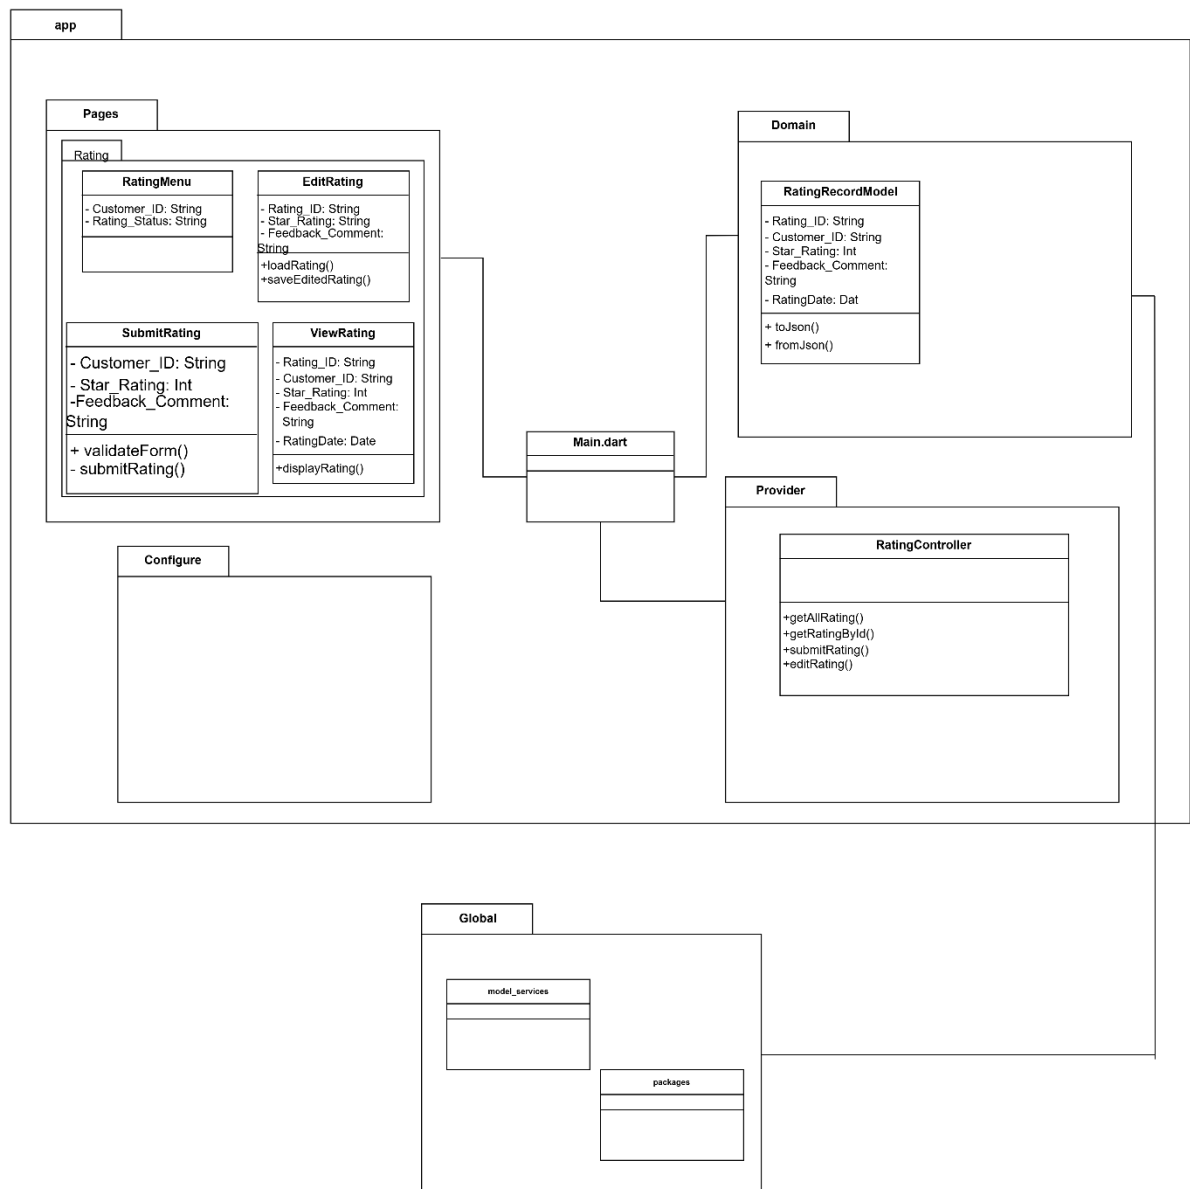 app
Pages
Rating
RatingMenu
- Customer_ID: String
- Rating_Status: String
EditRating
- Rating_ID: String
- Star_Rating: String
- Feedback_Comment:
String
+loadRating()
+saveEditedRating()
SubmitRating
- Customer_ID: String
- Star_Rating: Int
-Feedback_Comment:
String
+ validateForm()
- submitRating()
ViewRating
- Rating_ID: String
- Customer_ID: String
- Star_Rating: Int
- Feedback_Comment:
String
- RatingDate: Date
+displayRating()
Configure
Main.dart
Domain
RatingRecordModel
- Rating_ID: String
- Customer_ID: String
- Star_Rating: Int
- Feedback_Comment:
String
- RatingDate: Dat
+ toJson()
+ fromJson()
Provider
RatingController
+getAllRating()
+getRatingById()
+submitRating()
+editRating()
Global
model_services
packages